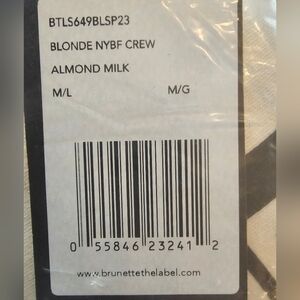 BTLS649BLSP23
BLONDE NYBF CREW
ALMOND MILK
M/L M/G
0 55846 23241 2
www.brunettethelabel.com